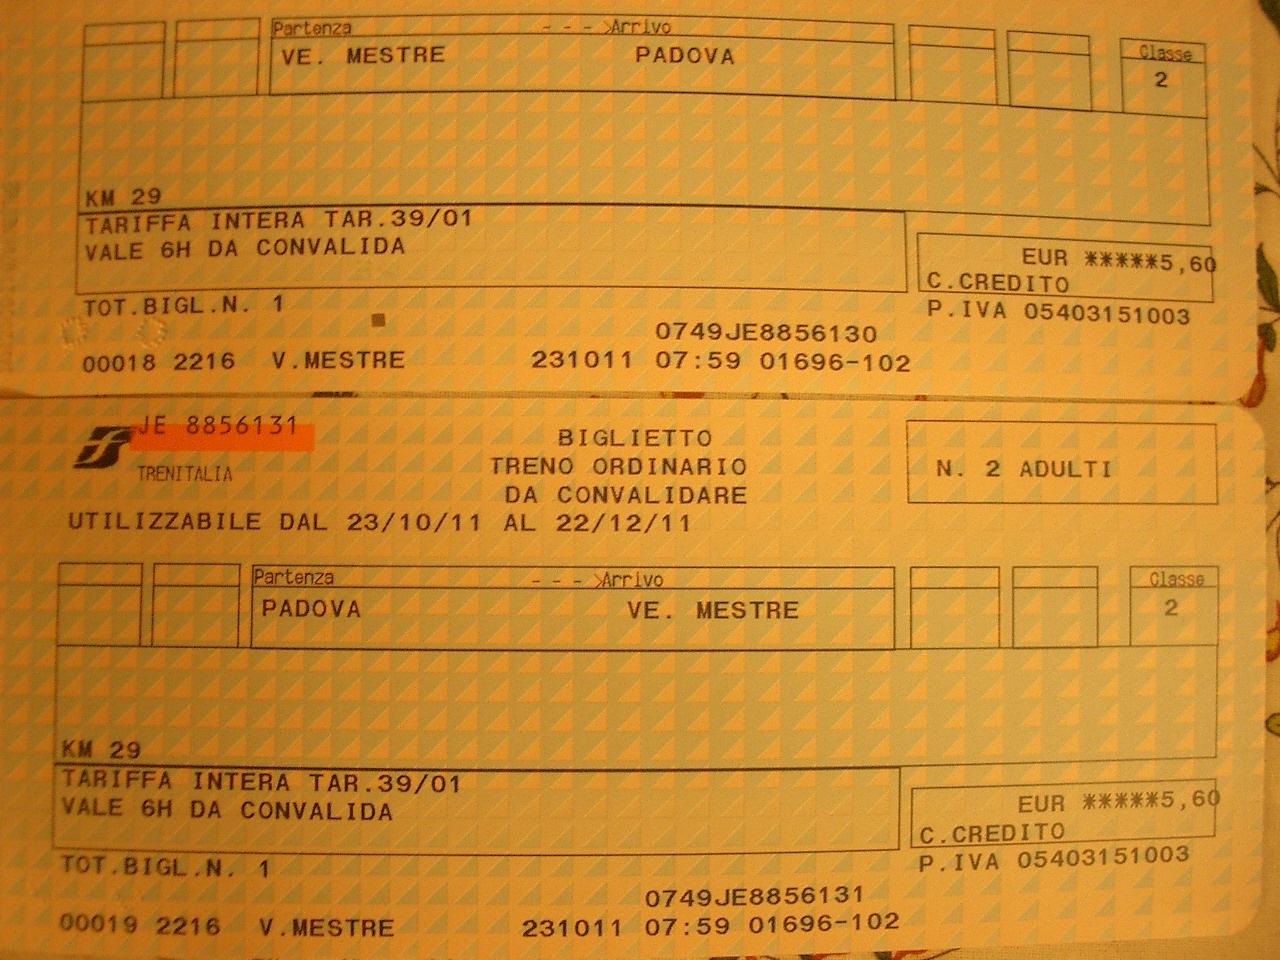 Partenza - - - >Arrivo
VE. MESTRE PADOVA
Classe
2
KM 29
TARIFFA INTERA TAR.39/01
VALE 6H DA CONVALIDA
EUR *****5,60
C.CREDITO
TOT.BIGL.N. 1
P.IVA 05403151003
0749JE8856130
00018 2216 V.MESTRE 231011 07:59 01696-102
JE 8856131
TRENITALIA
BIGLIETTO
TRENO ORDINARIO
DA CONVALIDARE
N. 2 ADULTI
UTILIZZABILE DAL 23/10/11 AL 22/12/11
Partenza - - - >Arrivo
PADOVA VE. MESTRE
Classe
2
KM 29
TARIFFA INTERA TAR.39/01
VALE 6H DA CONVALIDA
EUR *****5,60
C.CREDITO
TOT.BIGL.N. 1
P.IVA 05403151003
0749JE8856131
00019 2216 V.MESTRE 231011 07:59 01696-102